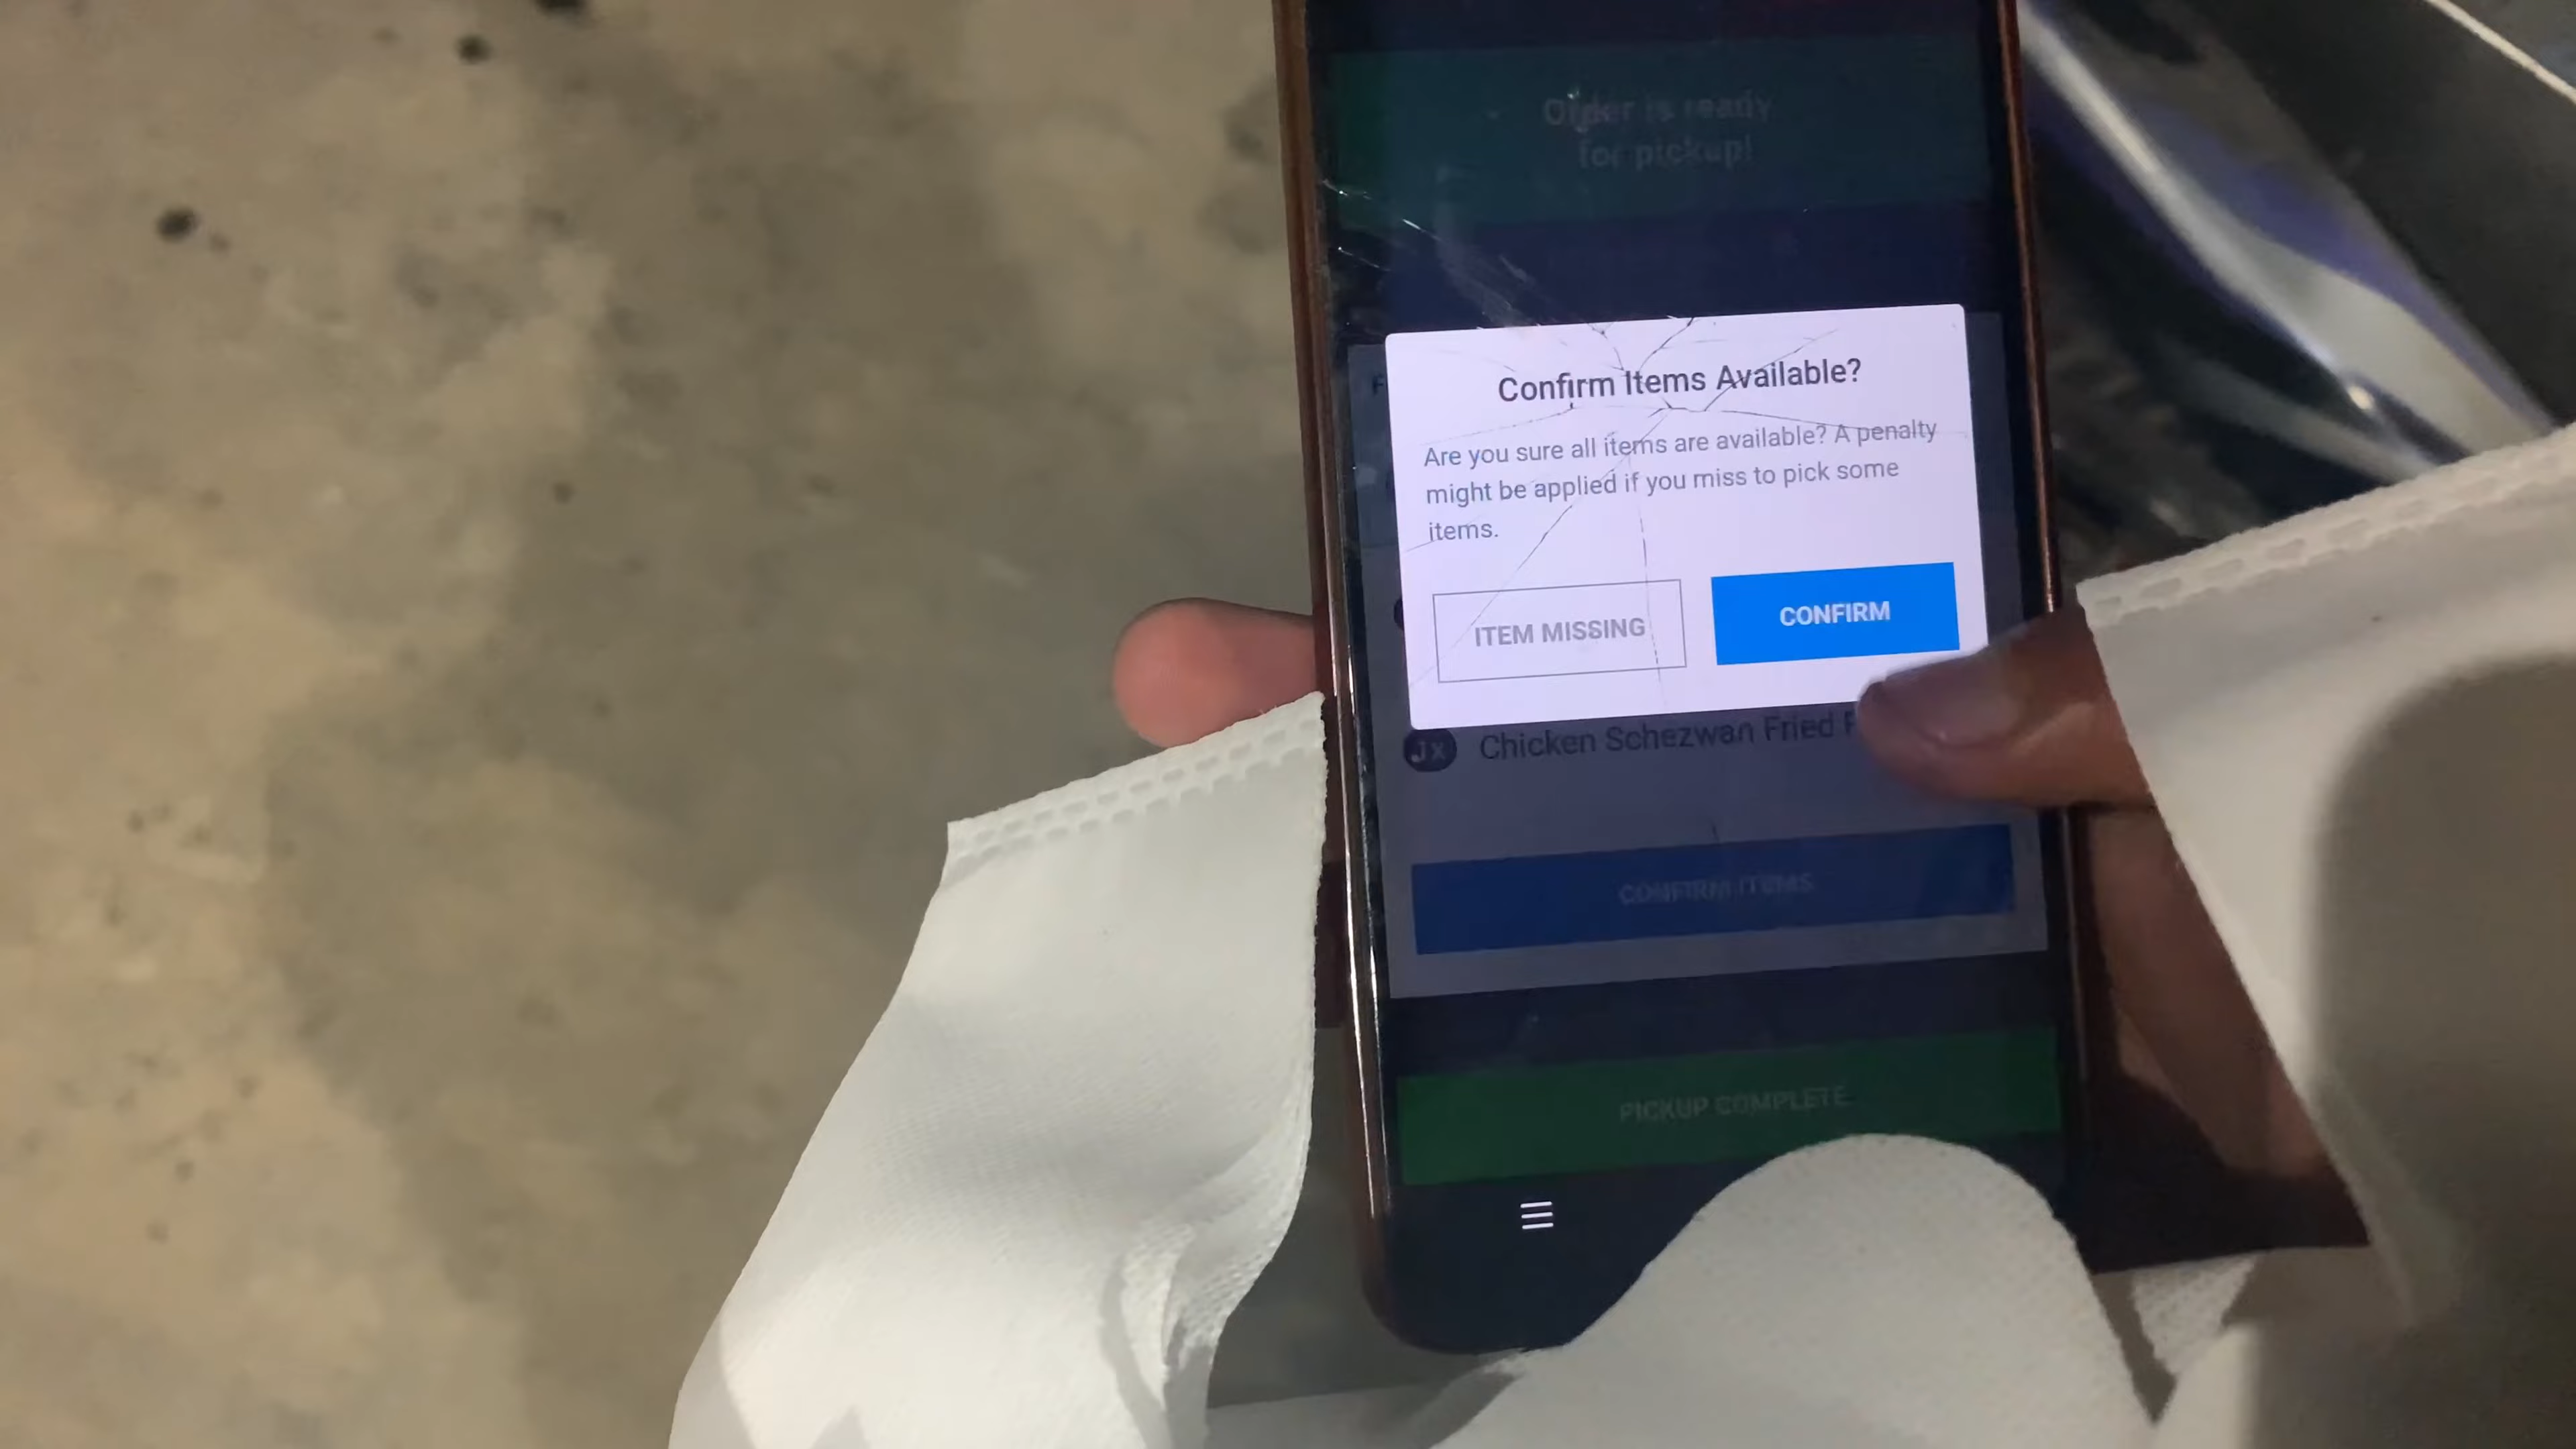 Order is ready
for pickup!
Confirm Items Available?
Are you sure all items are available? A penalty
might be applied if you miss to pick some
items.
ITEM MISSING
CONFIRM
Chicken Schezwan Fried
CONFIRM ITEMS
PICKUP COMPLETE